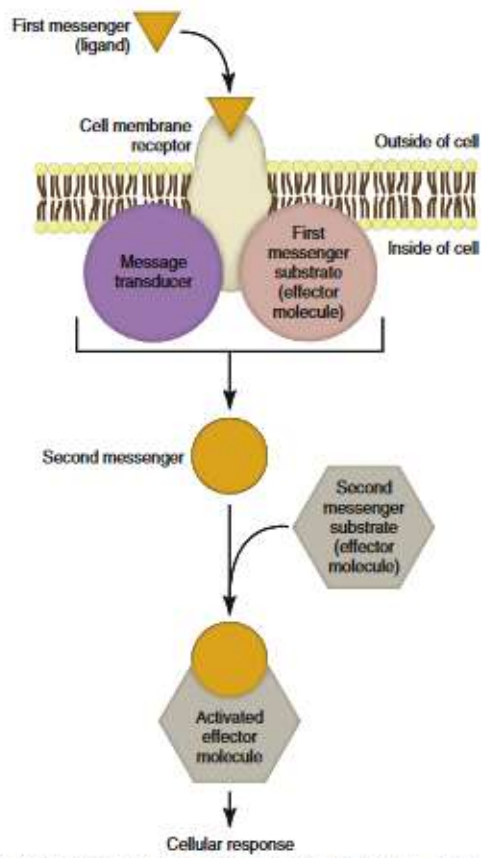 First messenger
(ligand)
Cell membrane
receptor
Outside of cell
Inside of cell
Message
transducer
First
messenger
substrate
(effector
molecule)
Second messenger
Second
messenger
substrate
(effector
molecule)
Activated
effector
molecule
Cellular response